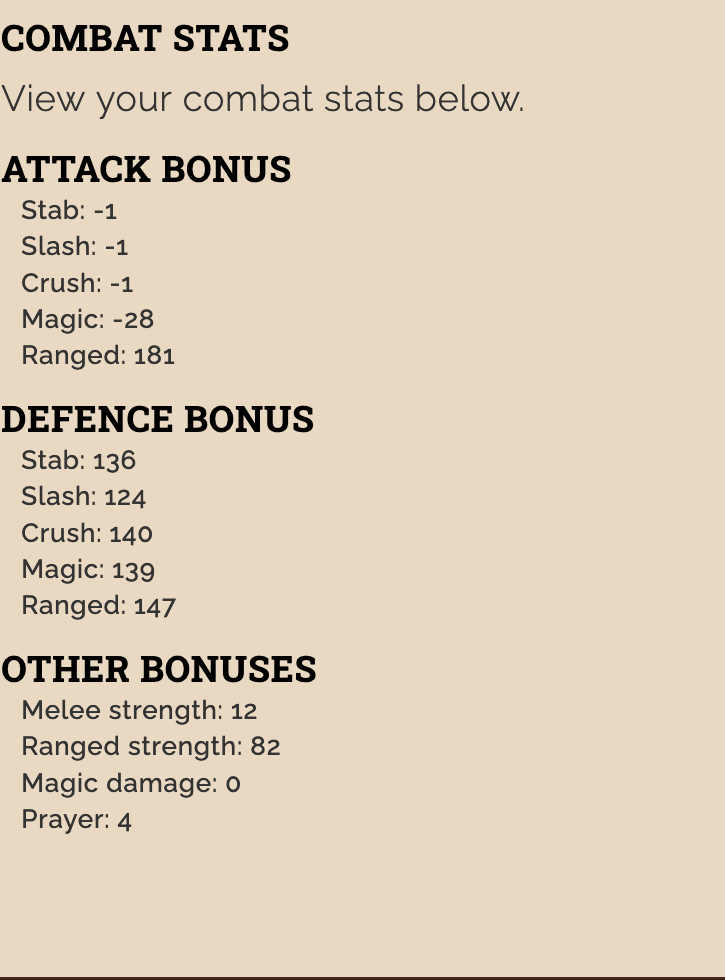 COMBAT STATS
View your combat stats below.
ATTACK BONUS
Stab: -1
Slash: -1
Crush: -1
Magic: -28
Ranged: 181
DEFENCE BONUS
Stab: 136
Slash: 124
Crush: 140
Magic: 139
Ranged: 147
OTHER BONUSES
Melee strength: 12
Ranged strength: 82
Magic damage: 0
Prayer: 4